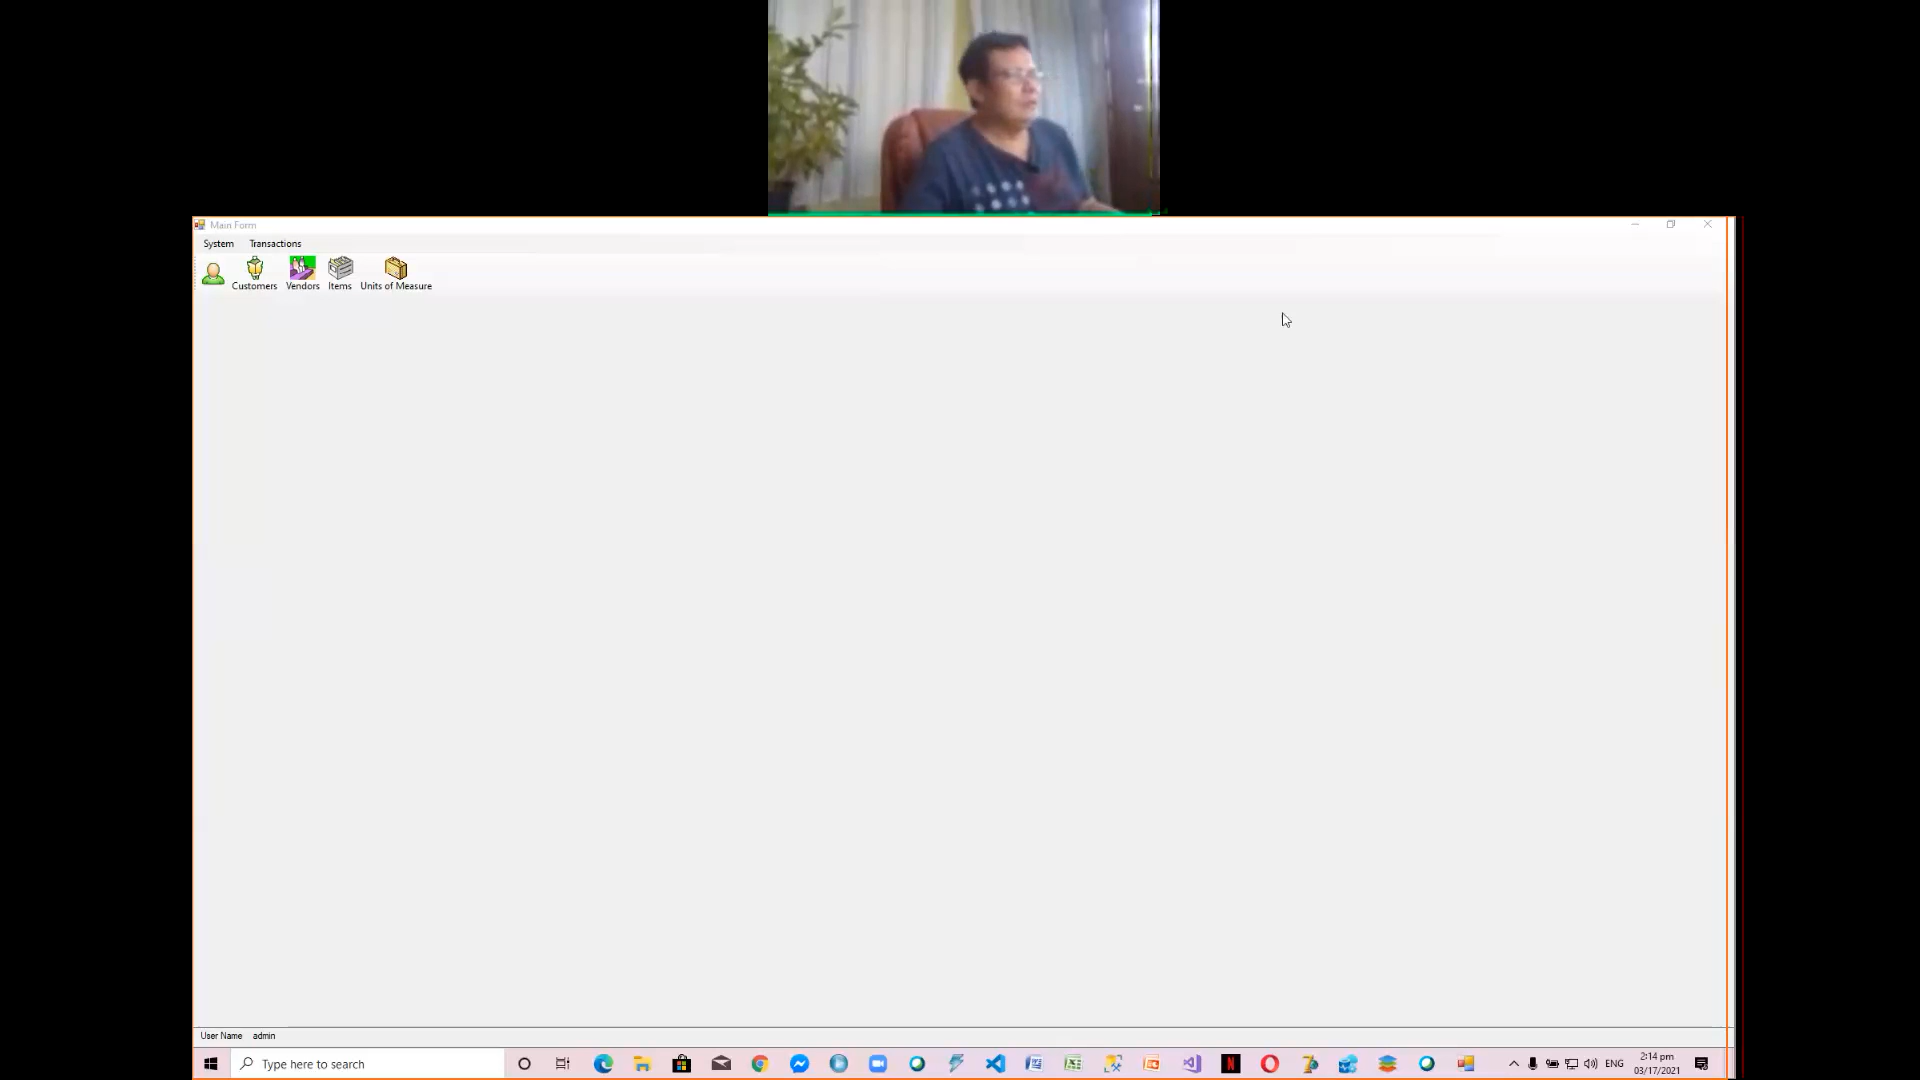 Main Form
System Transactions
Customers Vendors Items Units of Measure
User Name admin
Type here to search
ENG
2:14 pm
03/17/2021